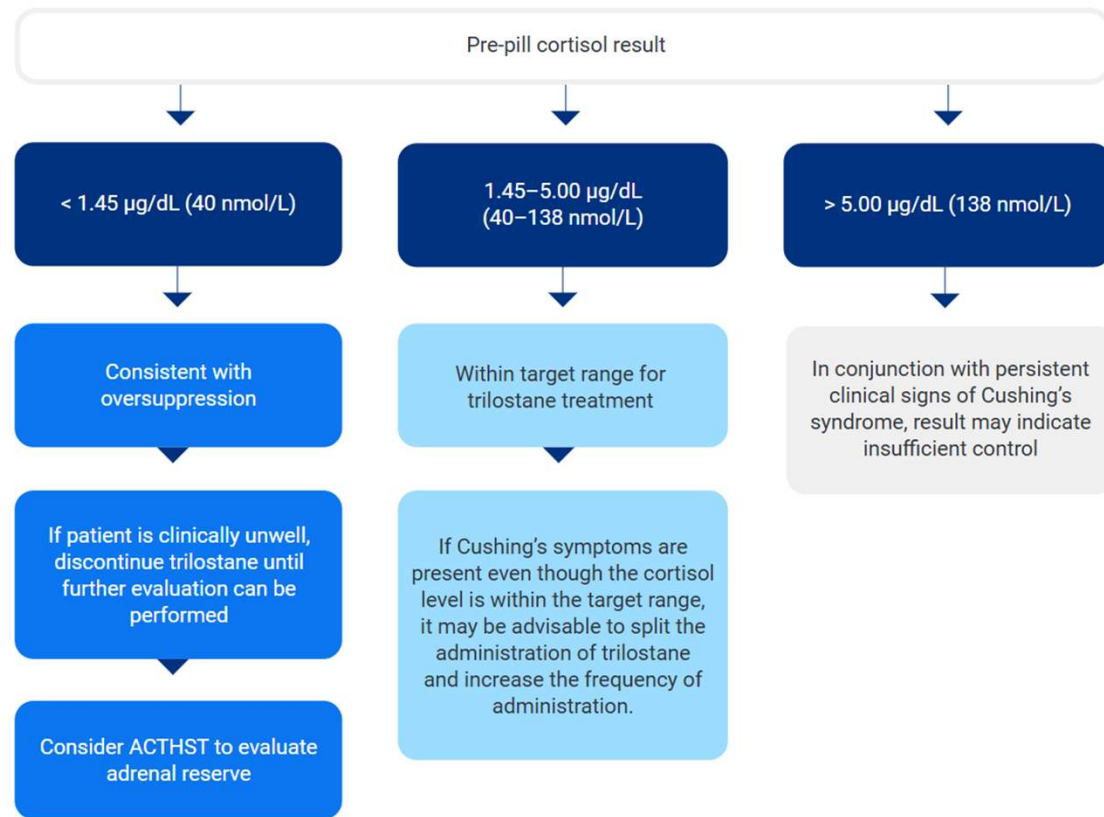 Pre-pill cortisol result
< 1.45 µg/dL (40 nmol/L)
1.45–5.00 µg/dL
(40–138 nmol/L)
> 5.00 µg/dL (138 nmol/L)
Consistent with
oversuppression
Within target range for
trilostane treatment
In conjunction with persistent
clinical signs of Cushing’s
syndrome, result may indicate
insufficient control
If patient is clinically unwell,
discontinue trilostane until
further evaluation can be
performed
If Cushing’s symptoms are
present even though the cortisol
level is within the target range,
it may be advisable to split the
administration of trilostane
and increase the frequency of
administration.
Consider ACTHST to evaluate
adrenal reserve